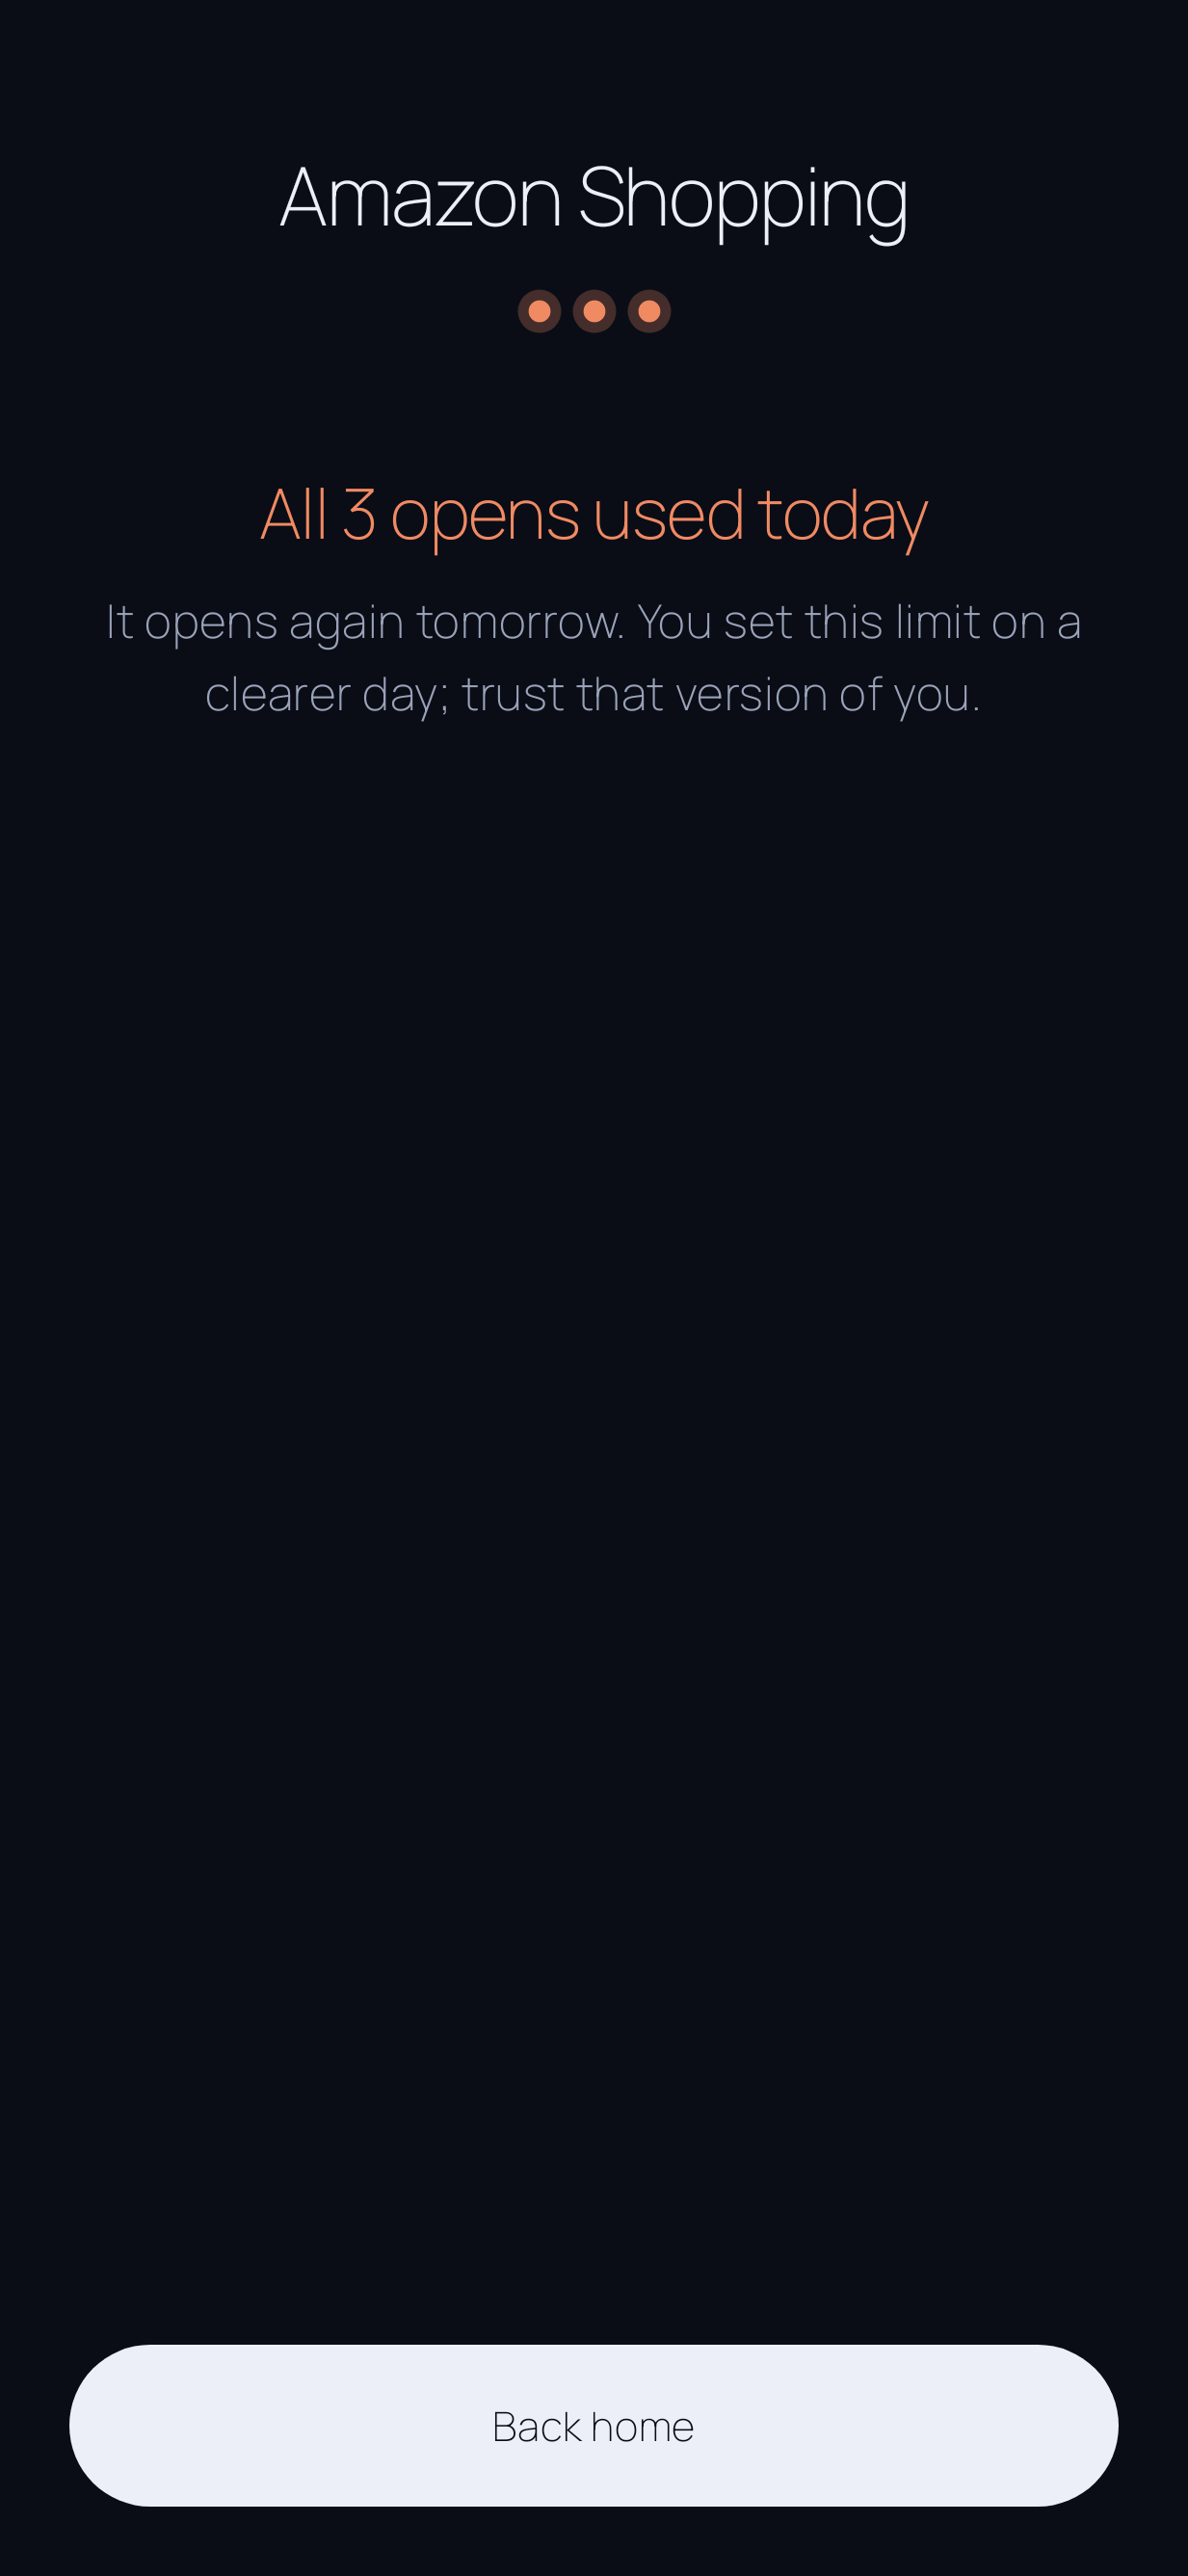 Amazon Shopping
All 3 opens used today
It opens again tomorrow. You set this limit on a
clearer day; trust that version of you.
Back home